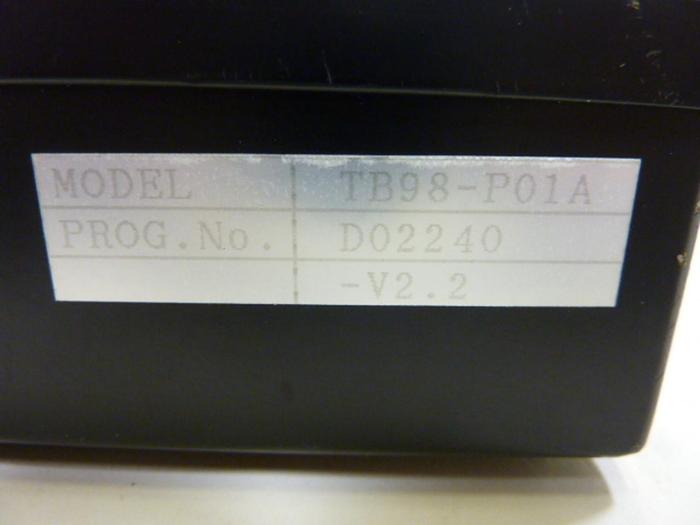 MODEL TB98-P01A
PROG.No. D02240
-V2.2